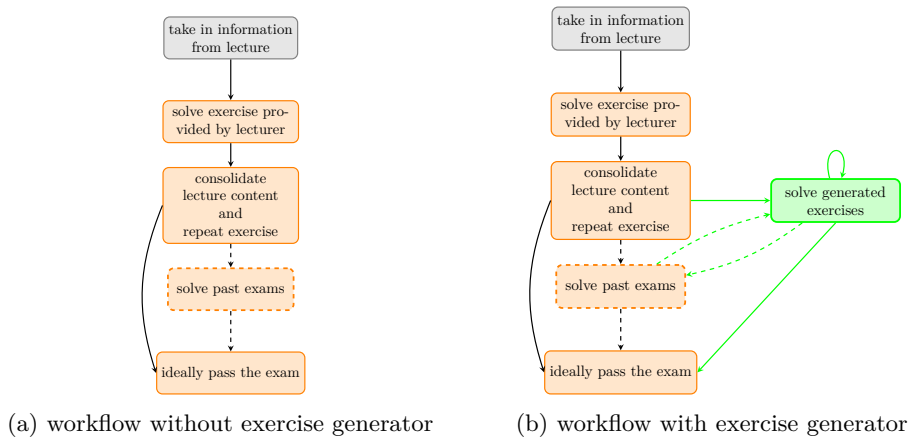 take in information
from lecture
solve exercise pro-
vided by lecturer
consolidate
lecture content
and
repeat exercise
solve past exams
ideally pass the exam
(a) workflow without exercise generator
take in information
from lecture
solve exercise pro-
vided by lecturer
consolidate
lecture content
and
repeat exercise
solve generated
exercises
solve past exams
ideally pass the exam
(b) workflow with exercise generator